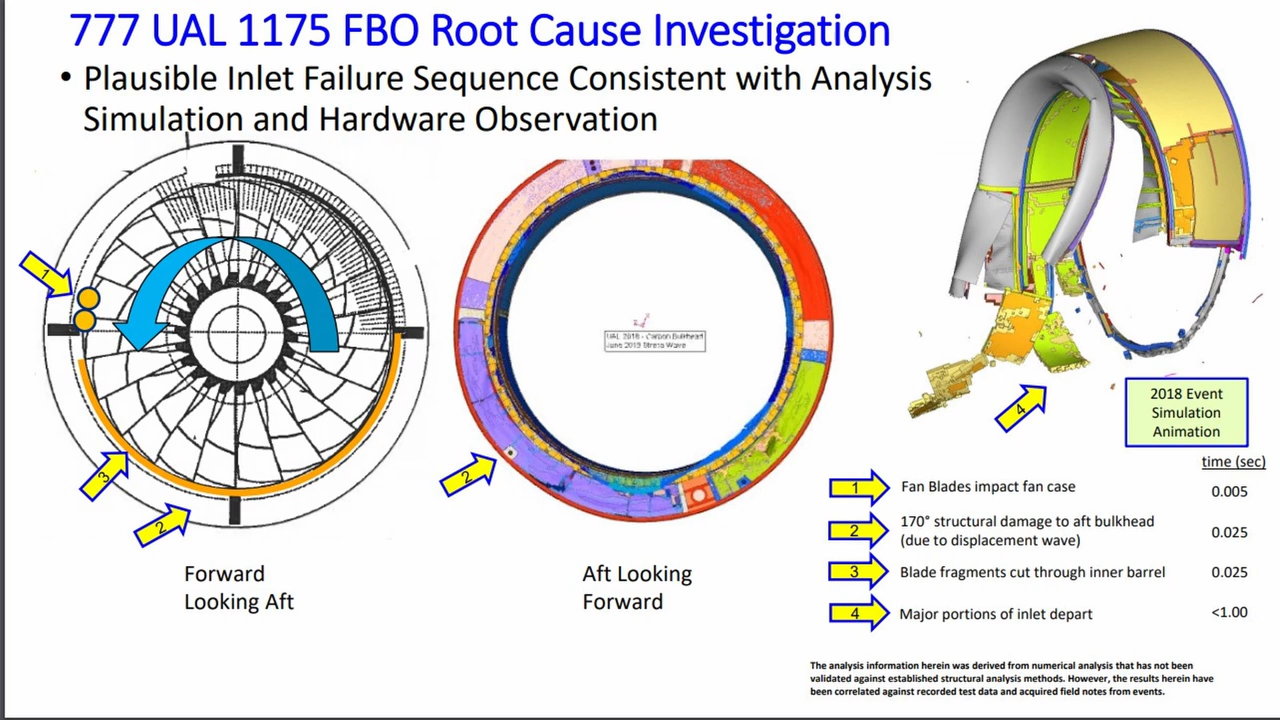 777 UAL 1175 FBO Root Cause Investigation
• Plausible Inlet Failure Sequence Consistent with Analysis
Simulation and Hardware Observation
1
3
2
Forward
Looking Aft
UAL 2018 - Carbon Bulkhead
June 2019 Stress Wave
2
Aft Looking
Forward
4
2018 Event
Simulation
Animation
time (sec)
1 Fan Blades impact fan case 0.005
2 170° structural damage to aft bulkhead
(due to displacement wave) 0.025
3 Blade fragments cut through inner barrel 0.025
4 Major portions of inlet depart <1.00
The analysis information herein was derived from numerical analysis that has not been
validated against established structural analysis methods. However, the results herein have
been correlated against recorded test data and acquired field notes from events.